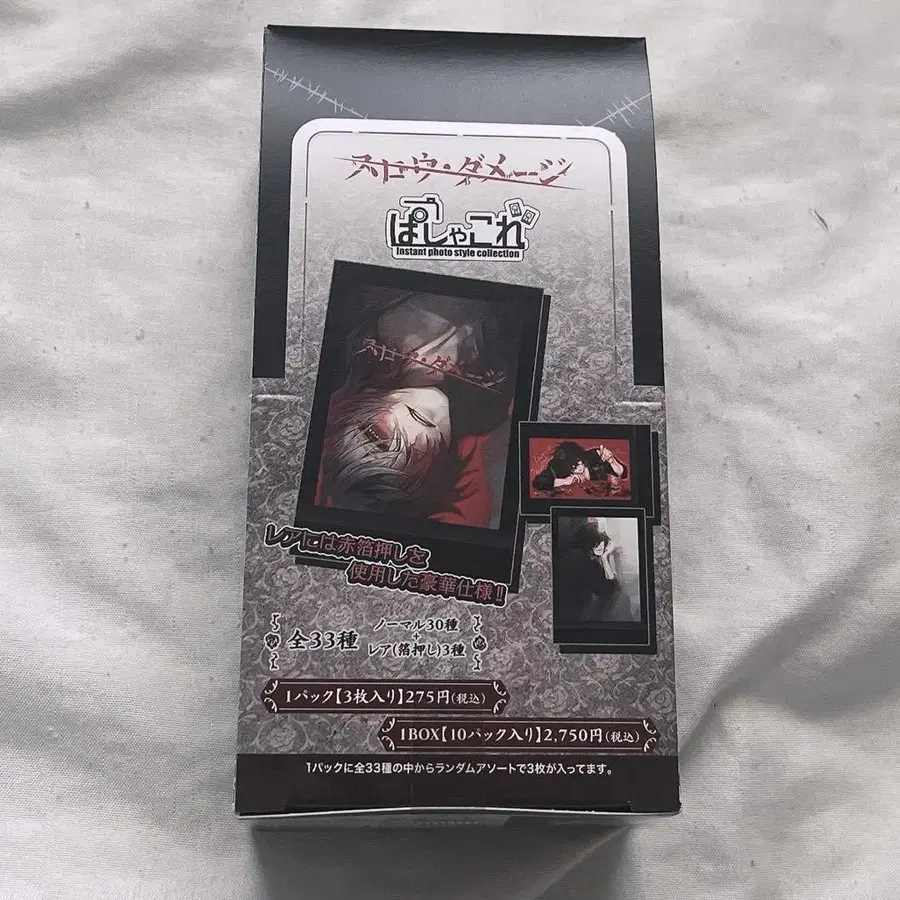 スロウ・ダメージ
ぱしゃこれ
Instant photo style collection
スロウ・ダメージ
レアには赤箔押しを
使用した豪華仕様!!
全33種
ノーマル30種
+
レア(箔押し)3種
1パック【3枚入り】275円(税込)
1BOX【10パック入り】2,750円(税込)
1パックに全33種の中からランダムアソートで3枚が入ってます。